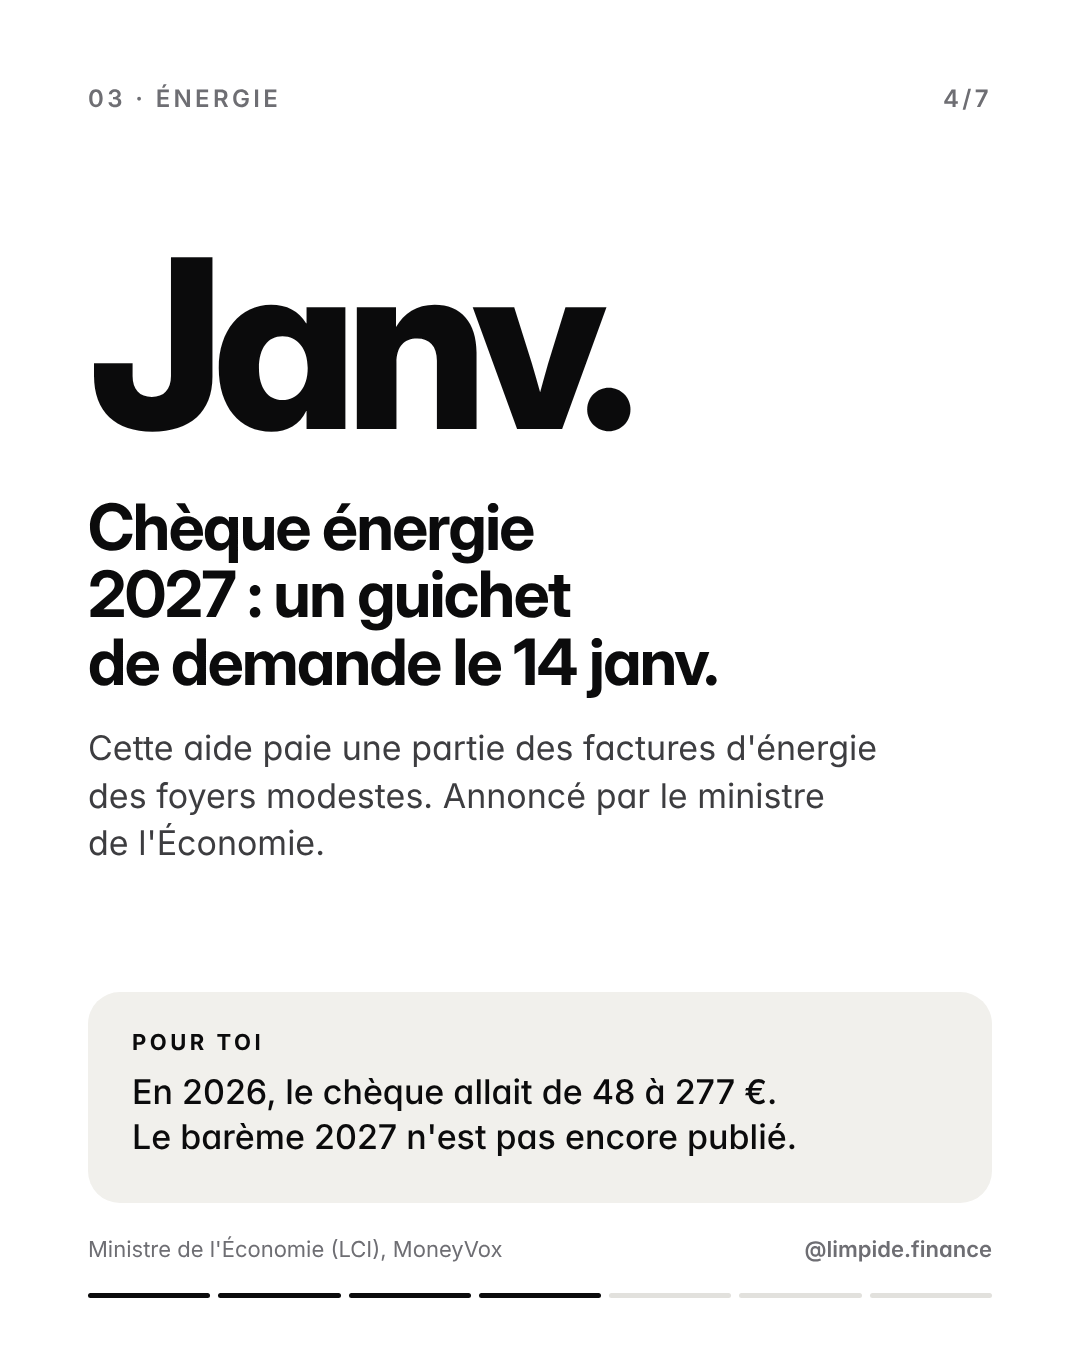 03 · ÉNERGIE
4/7
Janv.
Chèque énergie
2027 : un guichet
de demande le 14 janv.
Cette aide paie une partie des factures d'énergie
des foyers modestes. Annoncé par le ministre
de l'Économie.
POUR TOI
En 2026, le chèque allait de 48 à 277 €.
Le barème 2027 n'est pas encore publié.
Ministre de l'Économie (LCI), MoneyVox
@limpide.finance